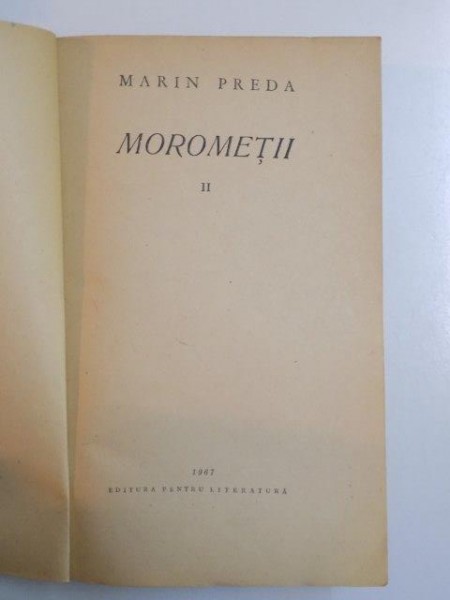 MARIN PREDA
MOROMEȚII
II
1967
EDITURA PENTRU LITERATURĂ